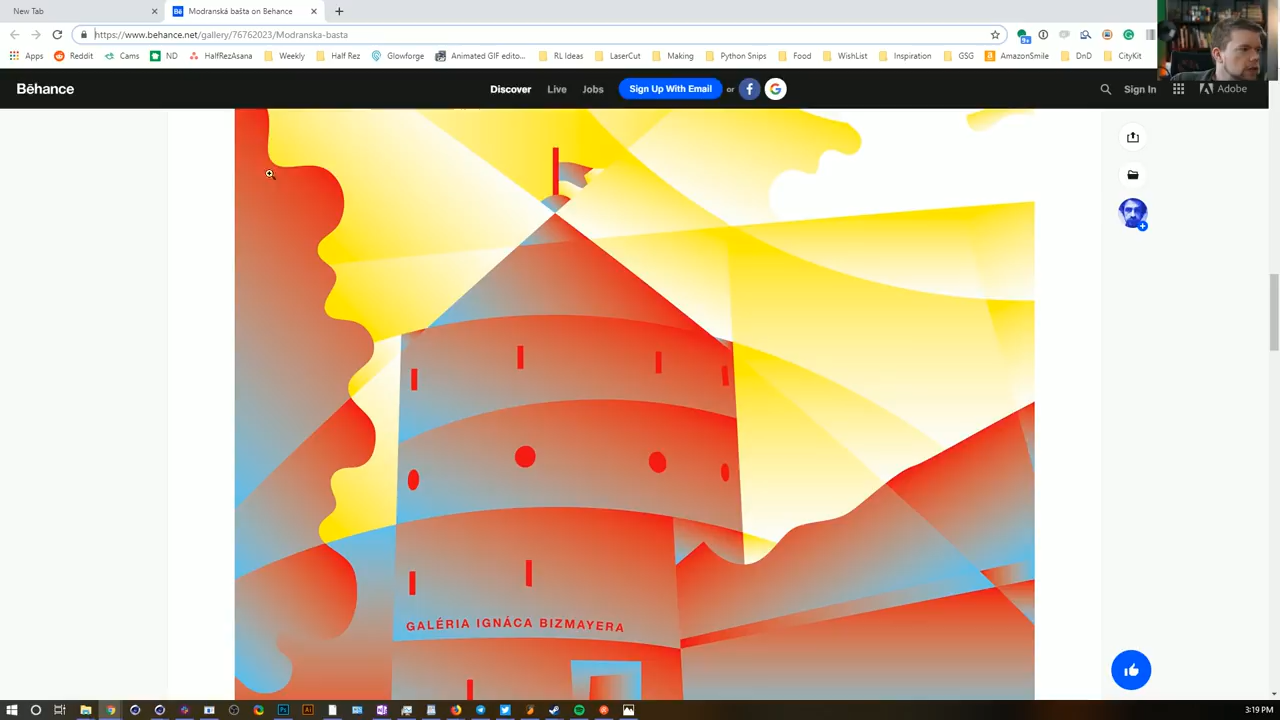 New Tab
Modranská bašta on Behance
https://www.behance.net/gallery/76762023/Modranska-basta
9+
Apps
Reddit
Cams
ND
HalfRezAsana
Weekly
Half Rez
Glowforge
Animated GIF edito...
RL Ideas
LaserCut
Making
Python Snips
Food
WishList
Inspiration
GSG
AmazonSmile
DnD
CityKit
Bēhance
Discover
Live
Jobs
Sign Up With Email
or
Sign In
Adobe
GALÉRIA IGNÁCA BIZMAYERA
3:19 PM